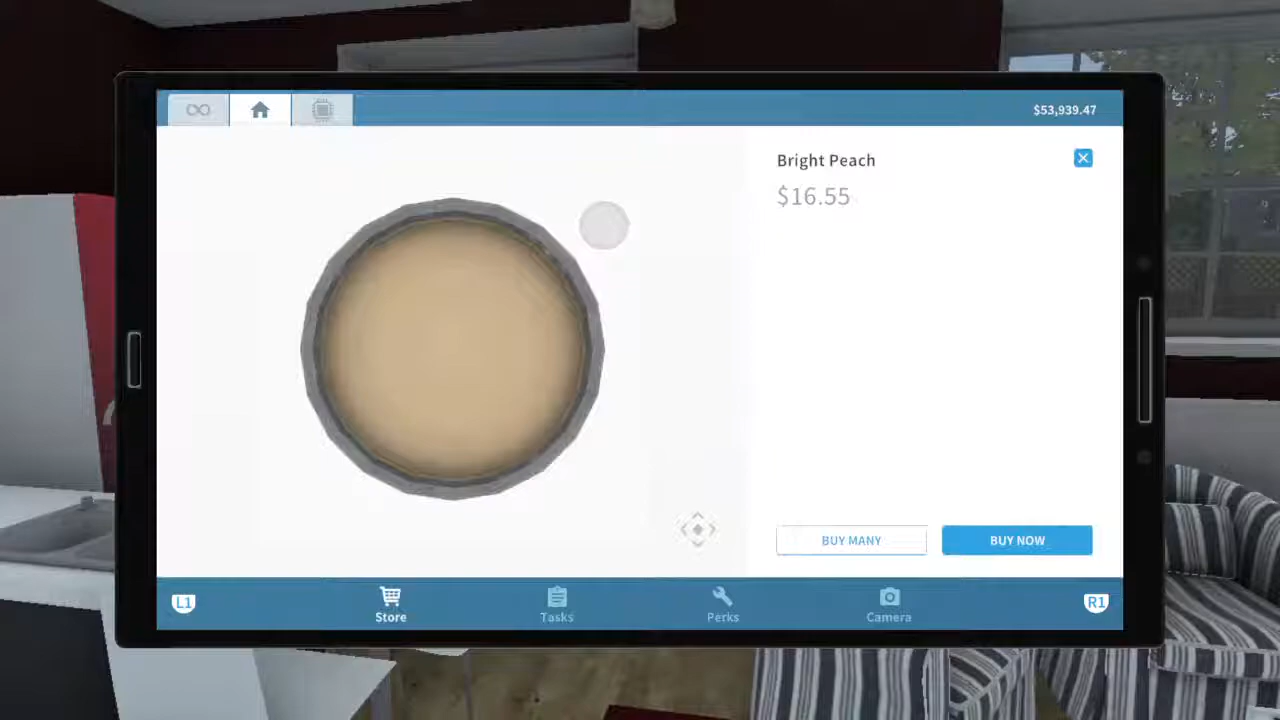 $53,939.47
Bright Peach
$16.55
BUY MANY
BUY NOW
L1
Store
Tasks
Perks
Camera
R1